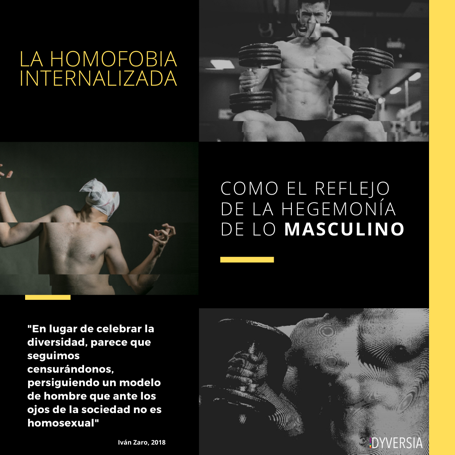 LA HOMOFOBIA
INTERNALIZADA
COMO EL REFLEJO
DE LA HEGEMONÍA
DE LO MASCULINO
"En lugar de celebrar la
diversidad, parece que
seguimos
censurándonos,
persiguiendo un modelo
de hombre que ante los
ojos de la sociedad no es
homosexual"
Iván Zaro, 2018
DYVERSIA